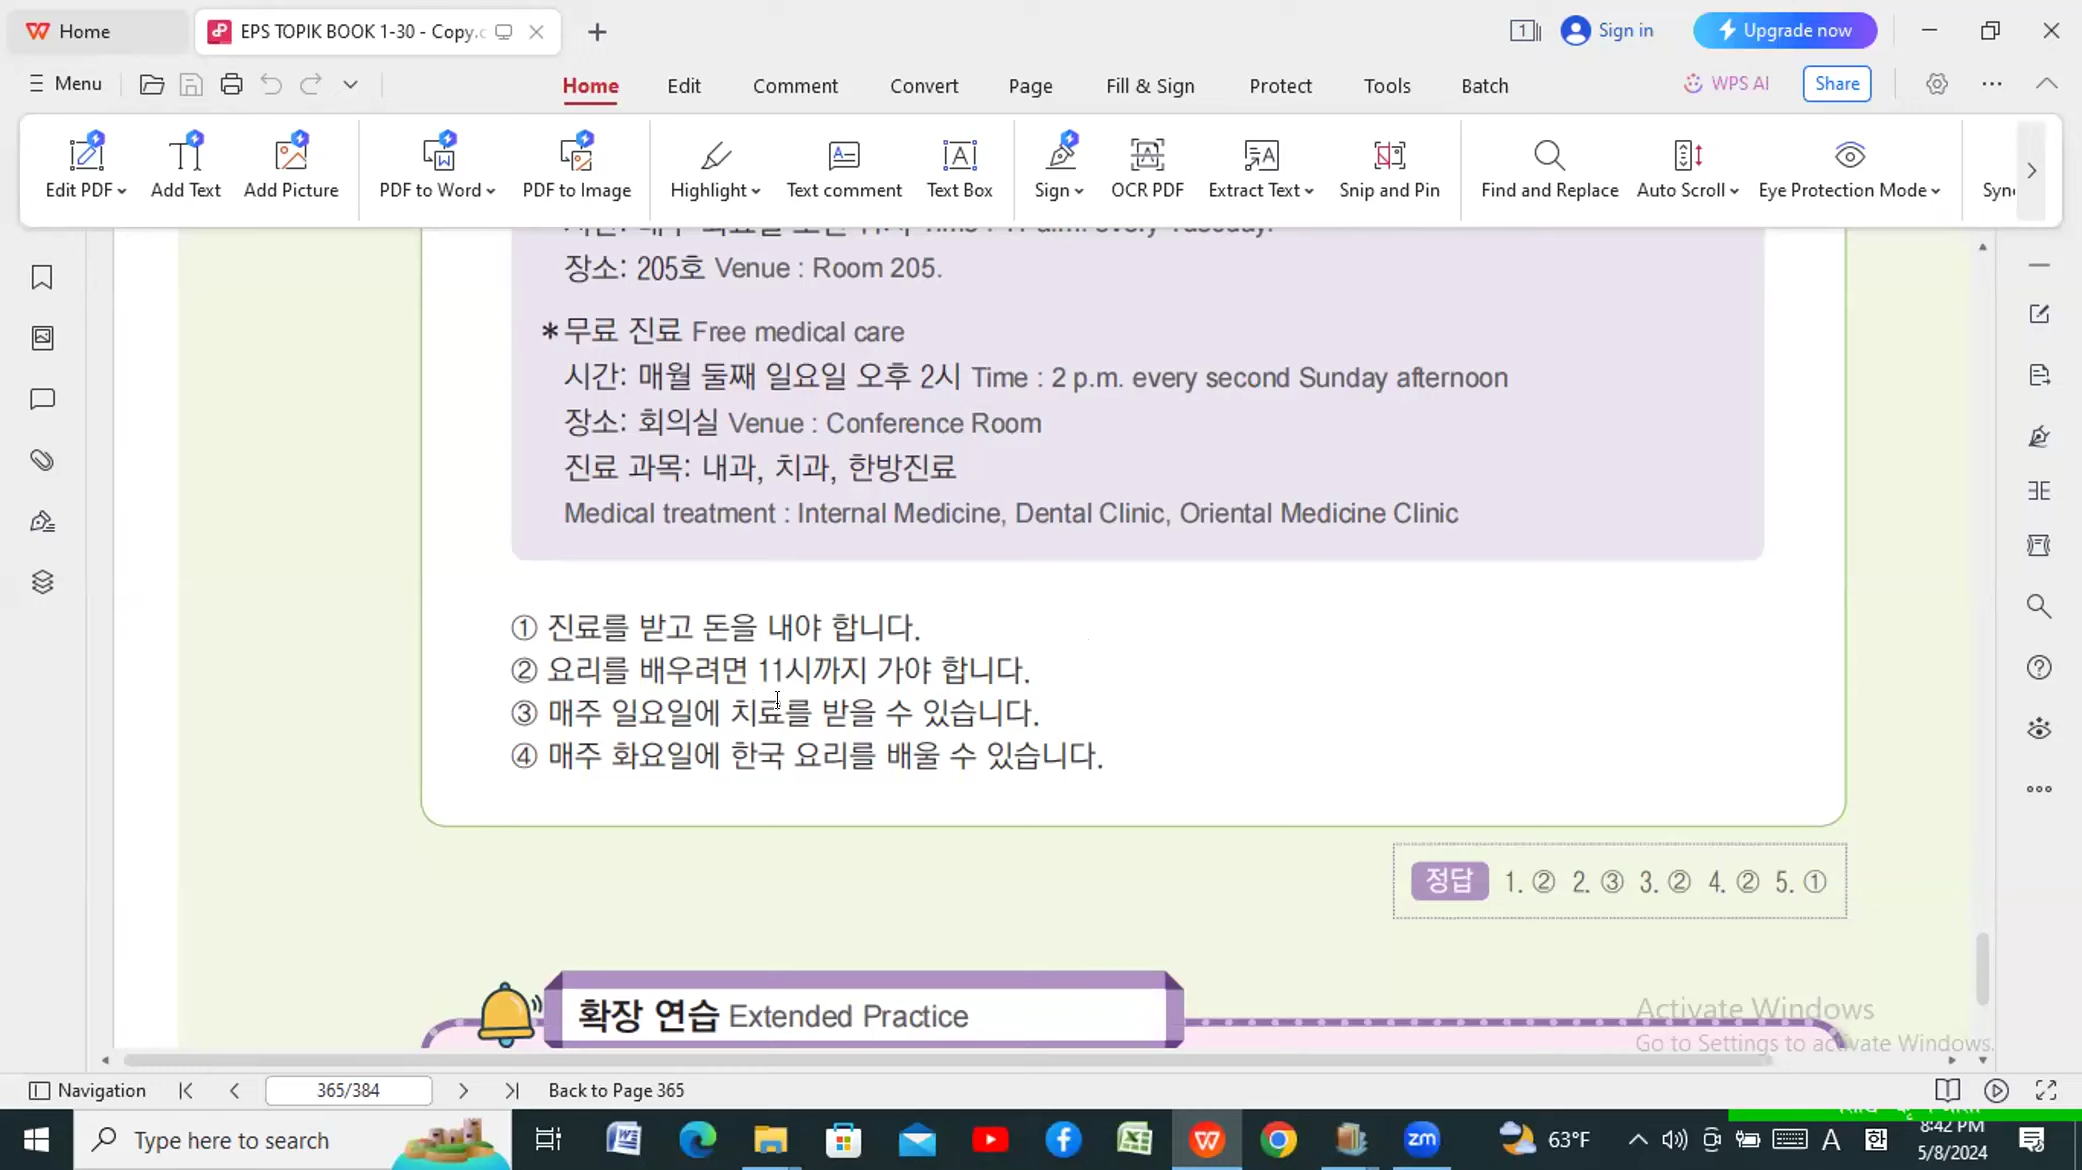 Home
EPS TOPIK BOOK 1-30 - Copy.
1
Sign in
Upgrade now
Menu
Home Edit Comment Convert Page Fill & Sign Protect Tools Batch
WPS AI
Share
Edit PDF Add Text Add Picture PDF to Word PDF to Image Highlight Text comment Text Box Sign OCR PDF Extract Text Snip and Pin Find and Replace Auto Scroll Eye Protection Mode
장소: 205호 Venue : Room 205.
*무료 진료 Free medical care
시간: 매월 둘째 일요일 오후 2시 Time : 2 p.m. every second Sunday afternoon
장소: 회의실 Venue : Conference Room
진료 과목: 내과, 치과, 한방진료
Medical treatment : Internal Medicine, Dental Clinic, Oriental Medicine Clinic
① 진료를 받고 돈을 내야 합니다.
② 요리를 배우려면 11시까지 가야 합니다.
③ 매주 일요일에 치료를 받을 수 있습니다.
④ 매주 화요일에 한국 요리를 배울 수 있습니다.
정답 1. ② 2. ③ 3. ② 4. ② 5. ①
확장 연습 Extended Practice
Activate Windows
Go to Settings to activate Windows.
Navigation
365/384
Back to Page 365
Type here to search
63°F
A
한
8:42 PM
5/8/2024